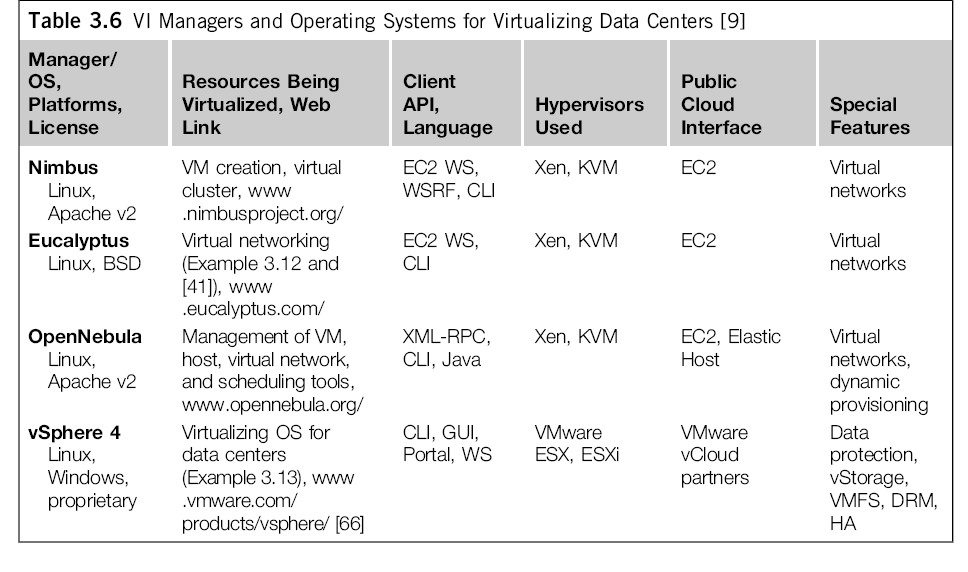 Table 3.6 VI Managers and Operating Systems for Virtualizing Data Centers [9]
Manager/
OS,
Platforms,
License
Resources Being
Virtualized, Web
Link
Client
API,
Language
Hypervisors
Used
Public
Cloud
Interface
Special
Features
Nimbus
Linux,
Apache v2
VM creation, virtual
cluster, www
.nimbusproject.org/
EC2 WS,
WSRF, CLI
Xen, KVM
EC2
Virtual
networks
Eucalyptus
Linux, BSD
Virtual networking
(Example 3.12 and
[41]), www
.eucalyptus.com/
EC2 WS,
CLI
Xen, KVM
EC2
Virtual
networks
OpenNebula
Linux,
Apache v2
Management of VM,
host, virtual network,
and scheduling tools,
www.opennebula.org/
XML-RPC,
CLI, Java
Xen, KVM
EC2, Elastic
Host
Virtual
networks,
dynamic
provisioning
vSphere 4
Linux,
Windows,
proprietary
Virtualizing OS for
data centers
(Example 3.13), www
.vmware.com/
products/vsphere/ [66]
CLI, GUI,
Portal, WS
VMware
ESX, ESXi
VMware
vCloud
partners
Data
protection,
vStorage,
VMFS, DRM,
HA